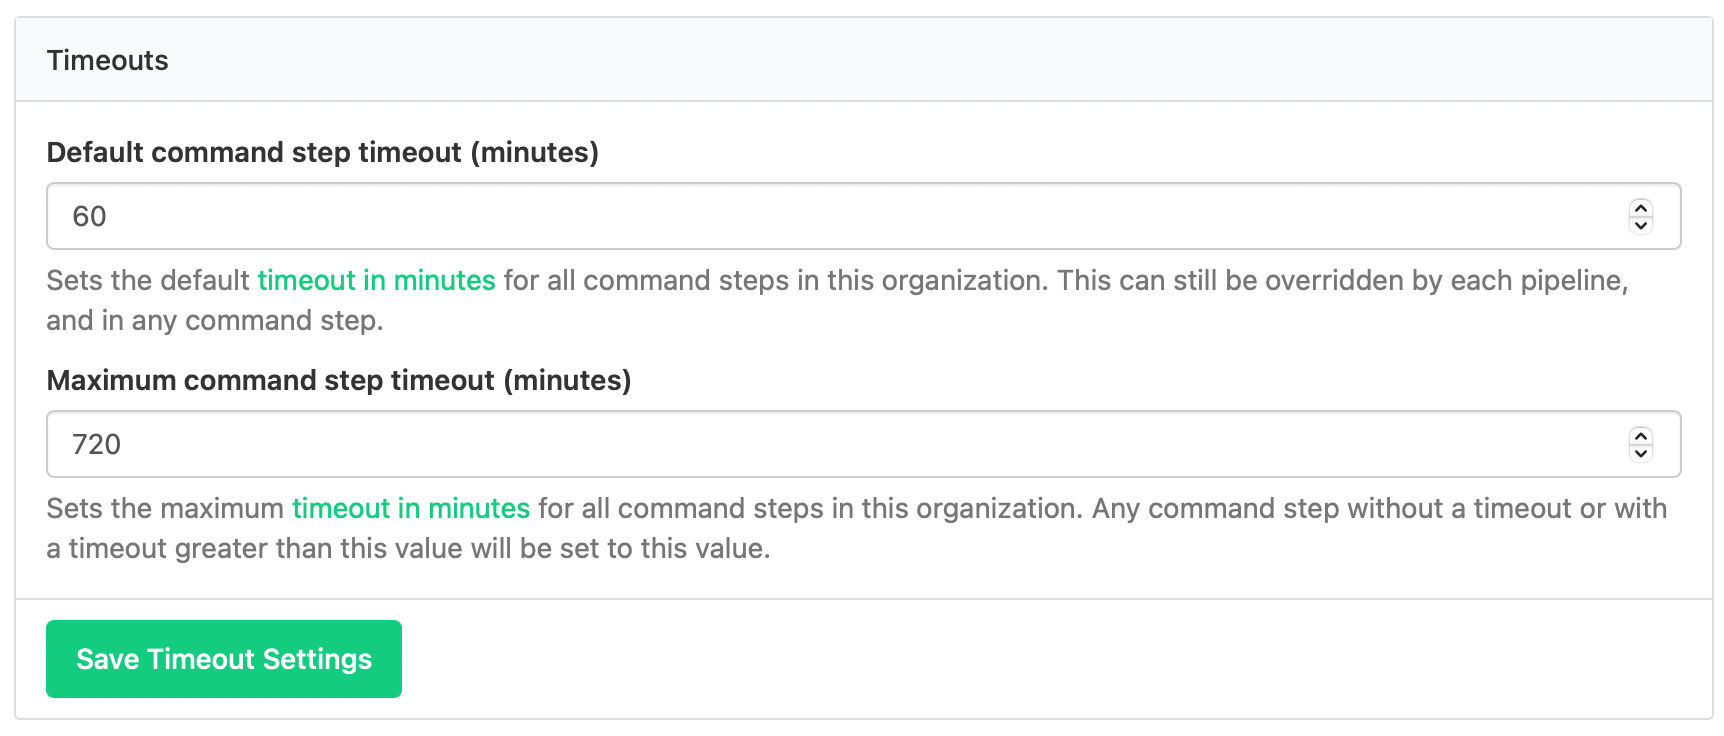 Timeouts
Default command step timeout (minutes)
60
Sets the default timeout in minutes for all command steps in this organization. This can still be overridden by each pipeline,
and in any command step.
Maximum command step timeout (minutes)
720
Sets the maximum timeout in minutes for all command steps in this organization. Any command step without a timeout or with
a timeout greater than this value will be set to this value.
Save Timeout Settings